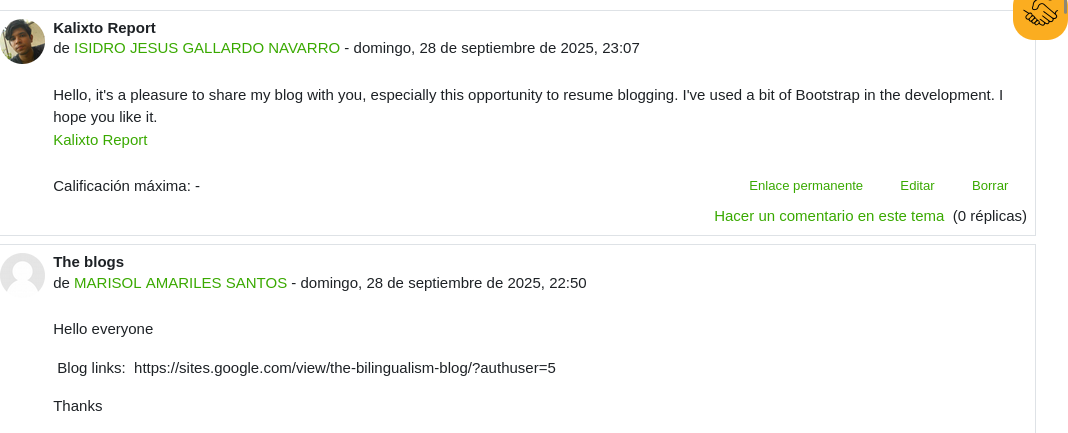 Kalixto Report
de ISIDRO JESUS GALLARDO NAVARRO - domingo, 28 de septiembre de 2025, 23:07
Hello, it's a pleasure to share my blog with you, especially this opportunity to resume blogging. I've used a bit of Bootstrap in the development. I
hope you like it.
Kalixto Report
Calificación máxima: -
Enlace permanente Editar Borrar
Hacer un comentario en este tema (0 réplicas)
The blogs
de MARISOL AMARILES SANTOS - domingo, 28 de septiembre de 2025, 22:50
Hello everyone
Blog links: https://sites.google.com/view/the-bilingualism-blog/?authuser=5
Thanks